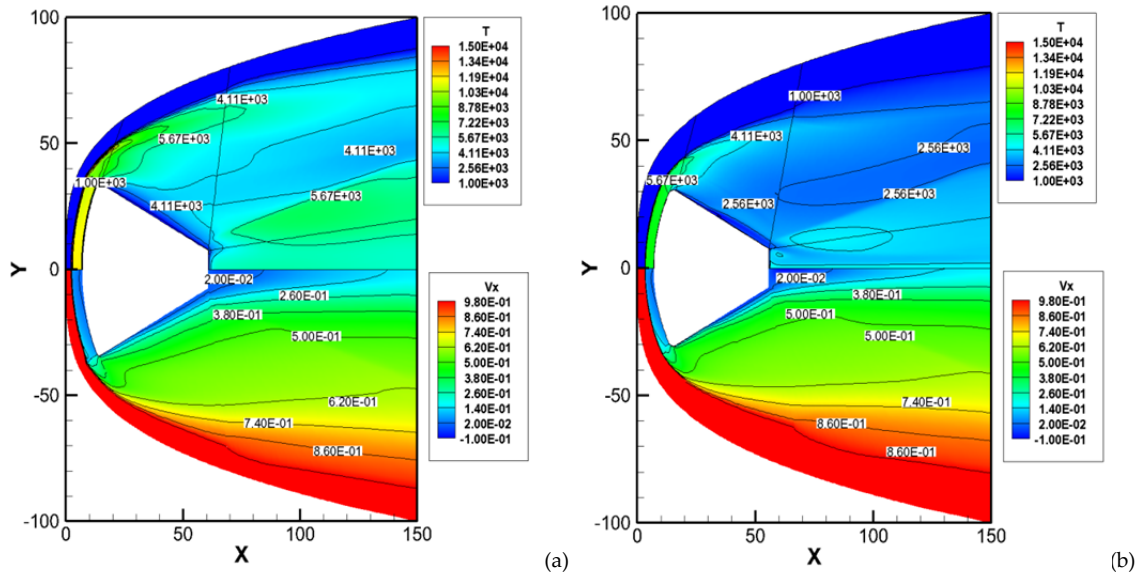 100
50
0
-50
-100
Y
0
50
100
150
X
4.11E+03
5.67E+03
4.11E+03
1.00E+03
4.11E+03
5.67E+03
2.00E-02
2.60E-01
3.80E-01
5.00E-01
6.20E-01
7.40E-01
8.60E-01
T
1.50E+04
1.34E+04
1.19E+04
1.03E+04
8.78E+03
7.22E+03
5.67E+03
4.11E+03
2.56E+03
1.00E+03
Vx
9.80E-01
8.60E-01
7.40E-01
6.20E-01
5.00E-01
3.80E-01
2.60E-01
1.40E-01
2.00E-02
-1.00E-01
(a)
100
50
0
-50
-100
Y
0
50
100
150
X
1.00E+03
4.11E+03
2.56E+03
5.67E+03
2.56E+03
2.56E+03
2.00E-02
3.80E-01
5.00E-01
5.00E-01
7.40E-01
8.60E-01
8.60E-01
T
1.50E+04
1.34E+04
1.19E+04
1.03E+04
8.78E+03
7.22E+03
5.67E+03
4.11E+03
2.56E+03
1.00E+03
Vx
9.80E-01
8.60E-01
7.40E-01
6.20E-01
5.00E-01
3.80E-01
2.60E-01
1.40E-01
2.00E-02
-1.00E-01
(b)